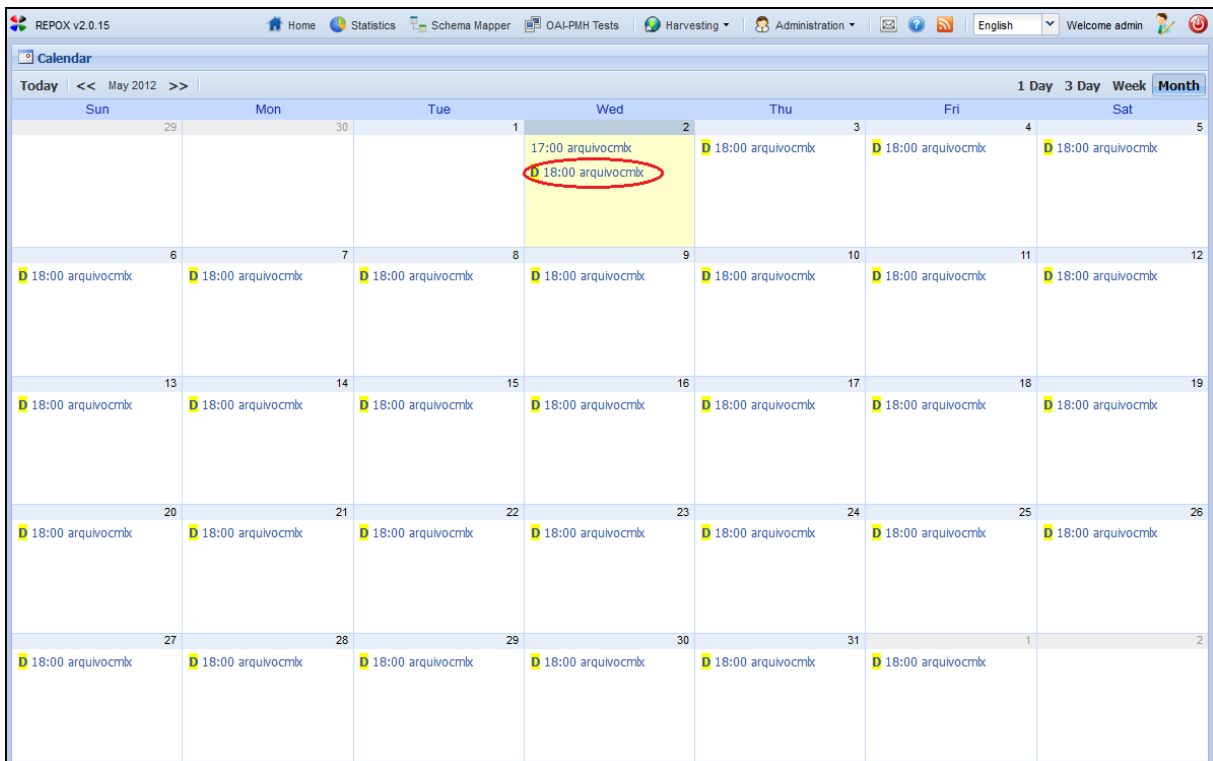 REPOX v2.0.15 Home Statistics Schema Mapper OAI-PMH Tests Harvesting Administration English Welcome admin
Calendar
Today << May 2012 >> 1 Day 3 Day Week Month
Sun Mon Tue Wed Thu Fri Sat
29 30 1 2 3 4 5
17:00 arquivocmlx D 18:00 arquivocmlx D 18:00 arquivocmlx D 18:00 arquivocmlx
D 18:00 arquivocmlx
6 7 8 9 10 11 12
D 18:00 arquivocmlx D 18:00 arquivocmlx D 18:00 arquivocmlx D 18:00 arquivocmlx D 18:00 arquivocmlx D 18:00 arquivocmlx D 18:00 arquivocmlx
13 14 15 16 17 18 19
D 18:00 arquivocmlx D 18:00 arquivocmlx D 18:00 arquivocmlx D 18:00 arquivocmlx D 18:00 arquivocmlx D 18:00 arquivocmlx D 18:00 arquivocmlx
20 21 22 23 24 25 26
D 18:00 arquivocmlx D 18:00 arquivocmlx D 18:00 arquivocmlx D 18:00 arquivocmlx D 18:00 arquivocmlx D 18:00 arquivocmlx D 18:00 arquivocmlx
27 28 29 30 31 1 2
D 18:00 arquivocmlx D 18:00 arquivocmlx D 18:00 arquivocmlx D 18:00 arquivocmlx D 18:00 arquivocmlx D 18:00 arquivocmlx